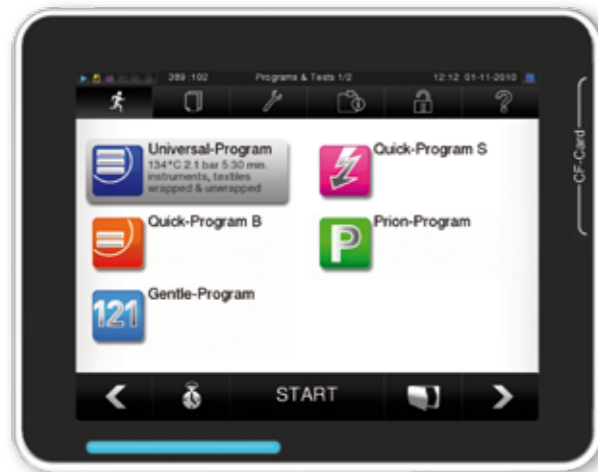 389 :102 Programs & Tests 1/2 12:12 01-11-2010
Universal-Program
134°C 2.1 bar 5:30 min.
instruments, textiles
wrapped & unwrapped
Quick-Program S
Quick-Program B
Prion-Program
P
Gentle-Program
121
START
CF-Card